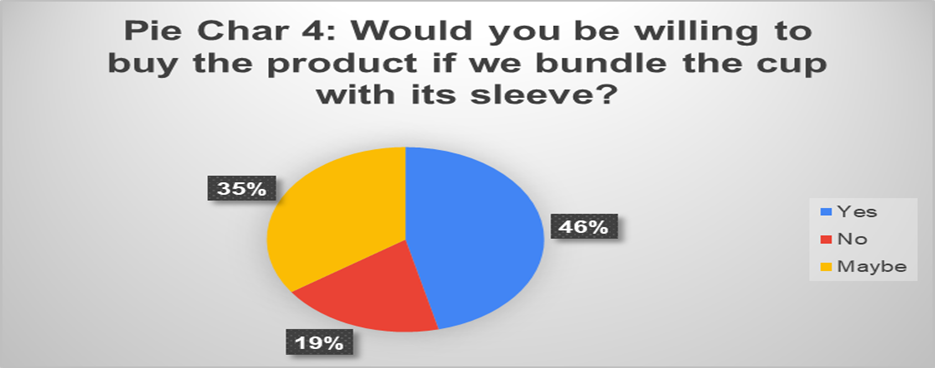 Pie Char 4: Would you be willing to
buy the product if we bundle the cup
with its sleeve?
35%
46%
19%
Yes
No
Maybe